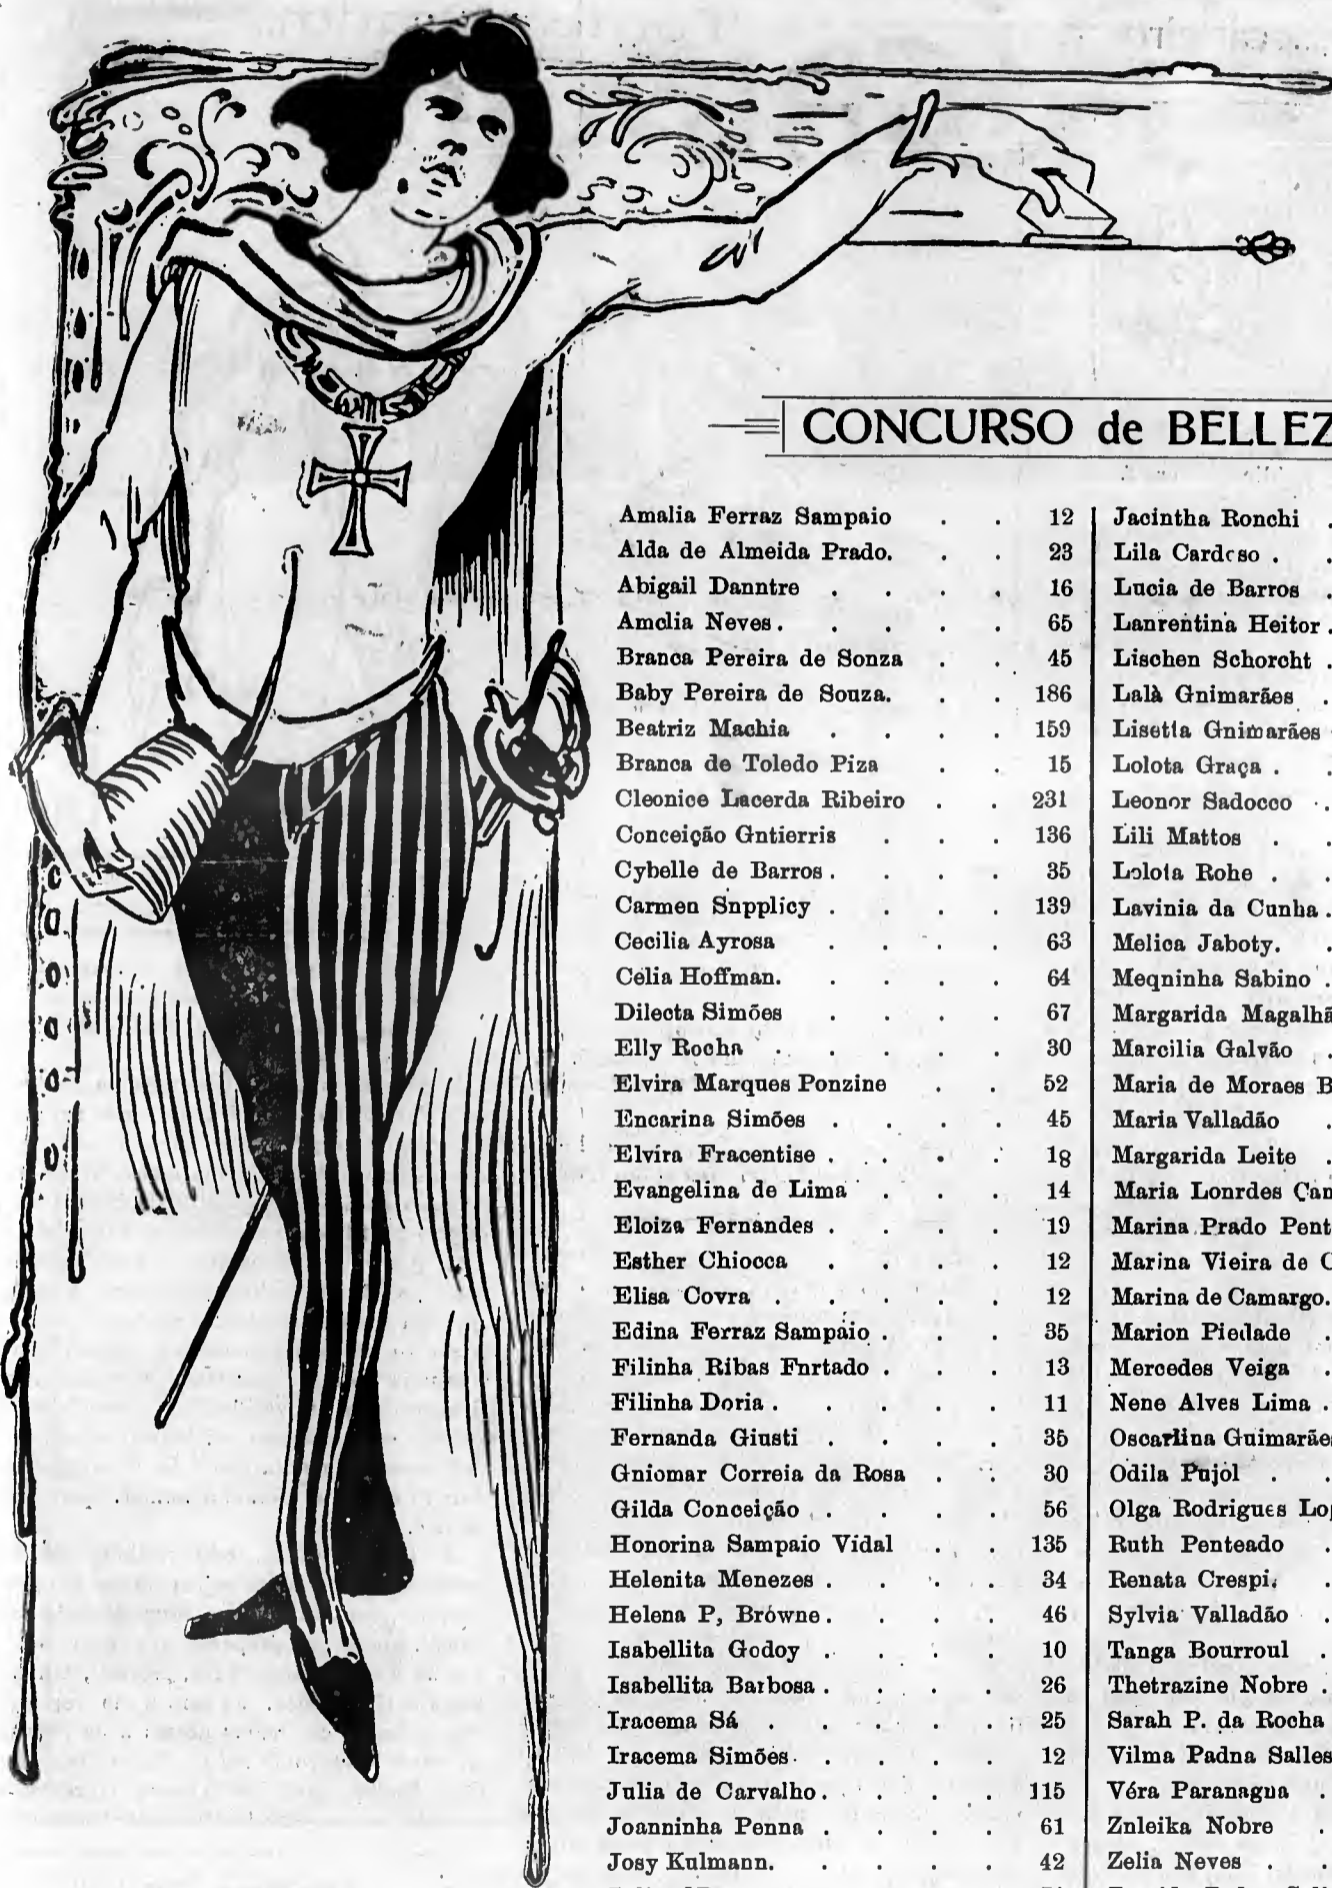 CONCURSO de BELLEZ
Amalia Ferraz Sampaio . . 12
Alda de Almeida Prado. . . 23
Abigail Danntre . . . . 16
Amolia Neves. . . . . 65
Branca Pereira de Sonza . . 45
Baby Pereira de Souza. . . 186
Beatriz Machia . . . . 159
Branca de Toledo Piza . . 15
Cleonice Lacerda Ribeiro . . 231
Conceição Gntierris . . . 136
Cybelle de Barros . . . . 35
Carmen Snpplicy . . . . 139
Cecilia Ayrosa . . . . 63
Celia Hoffman. . . . . 64
Dilecta Simões . . . . 67
Elly Rocha . . . . . 30
Elvira Marques Ponzine . . 52
Encarina Simões . . . . 45
Elvira Fracentise . . . . 18
Evangelina de Lima . . . 14
Eloiza Fernandes . . . . 19
Esther Chiocca . . . . 12
Elisa Covra . . . . . 12
Edina Ferraz Sampaio . . . 35
Filinha Ribas Fnrtado . . . 13
Filinha Doria . . . . . 11
Fernanda Giusti . . . . 35
Gniomar Correia da Rosa . . 30
Gilda Conceição . . . . 56
Honorina Sampaio Vidal . . 135
Helenita Menezes . . . . 34
Helena P, Brówne . . . . 46
Isabellita Godoy . . . . 10
Isabellita Barbosa . . . . 26
Iracema Sá . . . . . 25
Iracema Simões . . . . 12
Julia de Carvalho . . . . 115
Joanninha Penna . . . . 61
Josy Kulmann. . . . . 42
Jacintha Ronchi .
Lila Cardoso . .
Lucia de Barros .
Lanrentina Heitor .
Lischen Schorcht .
Lalà Gnimarães .
Lisetta Gnimarães
Lolota Graça . .
Leonor Sadocco .
Lili Mattos . .
Lolota Rohe . .
Lavinia da Cunha .
Melica Jaboty. .
Meqninha Sabino .
Margarida Magalhã
Marcilia Galvão .
Maria de Moraes B
Maria Valladão .
Margarida Leite .
Maria Lonrdes Çan
Marina Prado Pent
Marina Vieira de C
Marina de Camargo.
Marion Piedade .
Mercedes Veiga .
Nene Alves Lima .
Oscarlina Guimarães
Odila Pujol . .
Olga Rodrigues Lo
Ruth Penteado .
Renata Crespi. .
Sylvia Valladão .
Tanga Bourroul .
Thetrazine Nobre .
Sarah P. da Rocha
Vilma Padna Salles
Véra Paranagua .
Znleika Nobre .
Zelia Neves . .